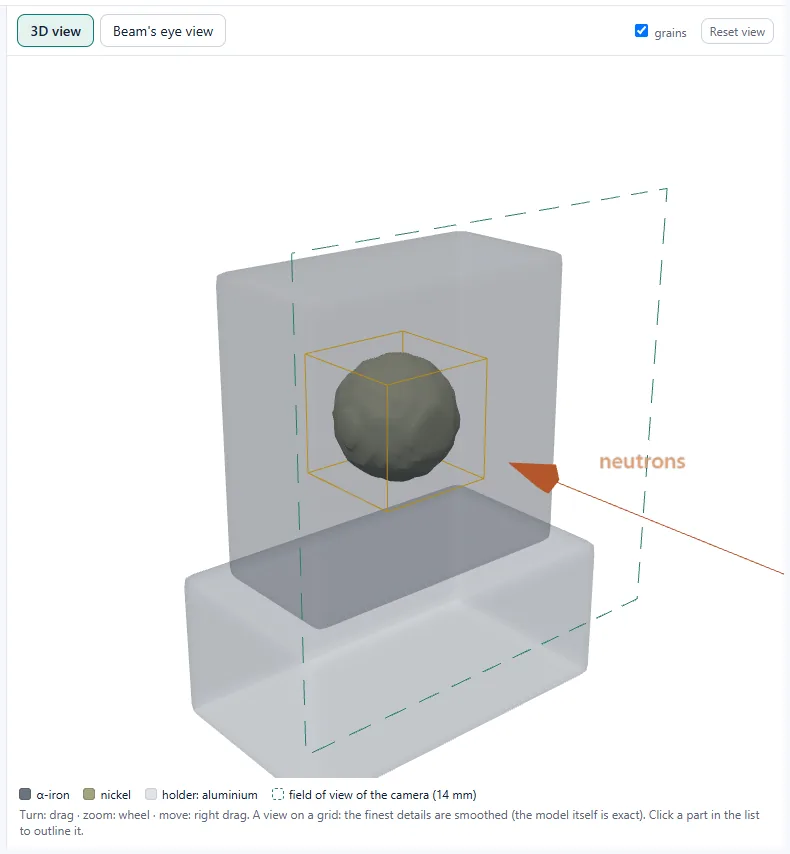 3D view
Beam's eye view
grains
Reset view
neutrons
α-iron
nickel
holder: aluminium
field of view of the camera (14 mm)
Turn: drag · zoom: wheel · move: right drag. A view on a grid: the finest details are smoothed (the model itself is exact). Click a part in the list
to outline it.